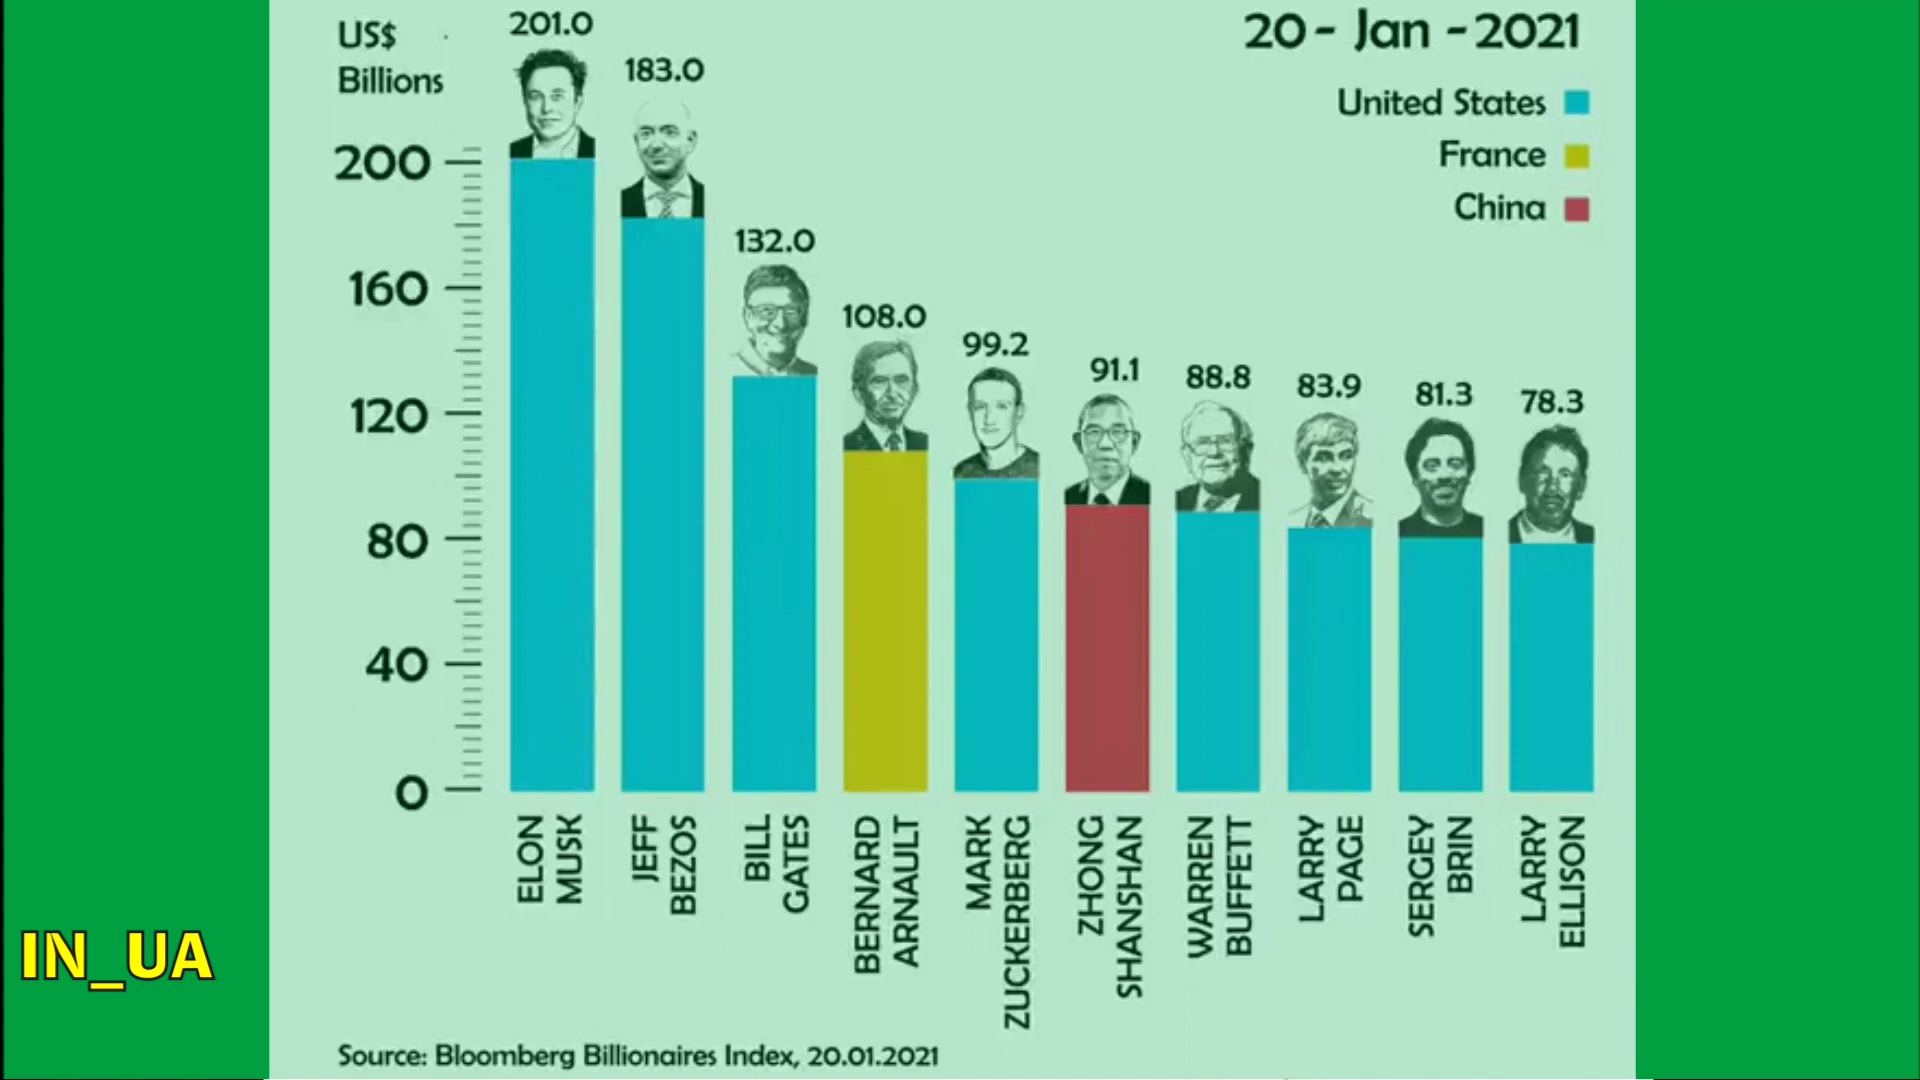 US$
Billions
20- Jan -2021
United States
France
China
201.0
183.0
132.0
108.0
99.2
91.1
88.8
83.9
81.3
78.3
200
160
120
80
40
0
ELON
MUSK
JEFF
BEZOS
BILL
GATES
BERNARD
ARNAULT
MARK
ZUCKERBERG
ZHONG
SHANSHAN
WARREN
BUFFETT
LARRY
PAGE
SERGEY
BRIN
LARRY
ELLISON
IN_UA
Source: Bloomberg Billionaires Index, 20.01.2021